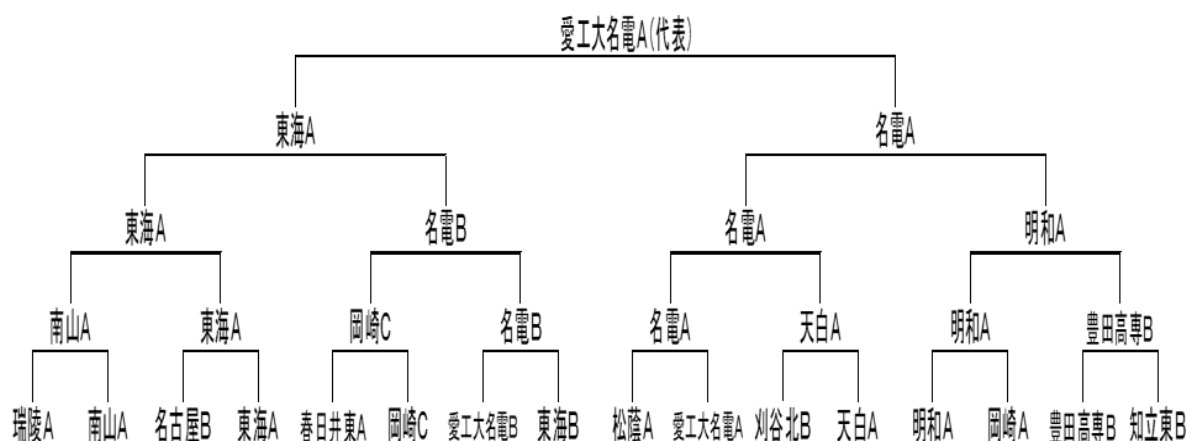 愛工大名電A(代表)
東海A 名電A
東海A 名電B 名電A 明和A
南山A 東海A 岡崎C 名電B 名電A 天白A 明和A 豊田高専B
瑞陵A 南山A 名古屋B 東海A 春日井東A 岡崎C 愛工大名電B 東海B 松蔭A 愛工大名電A 刈谷北B 天白A 明和A 岡崎A 豊田高専B 知立東B